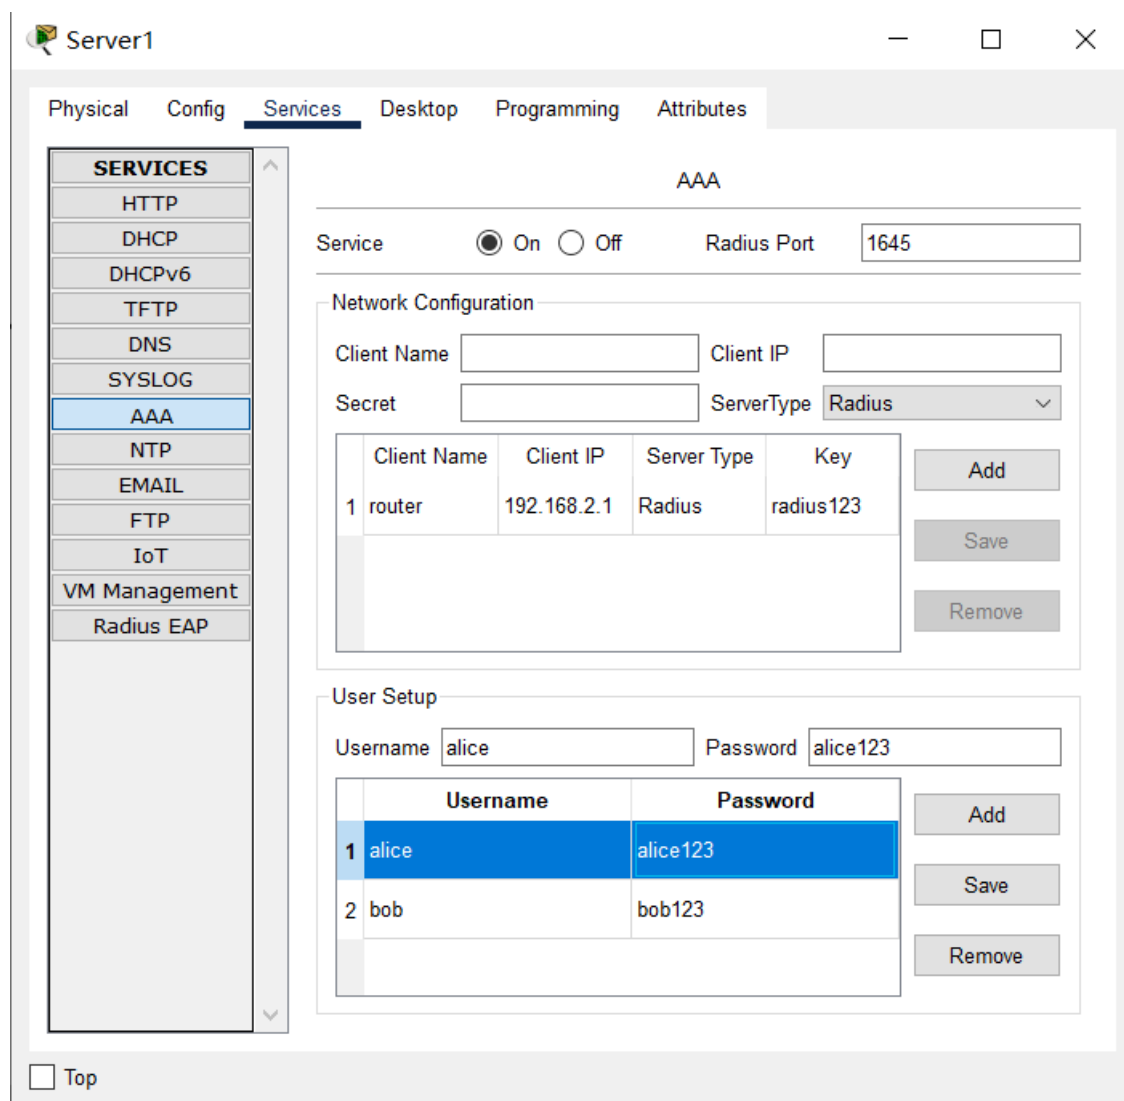 Server1
Physical Config Services Desktop Programming Attributes
SERVICES
HTTP
DHCP
DHCPv6
TFTP
DNS
SYSLOG
AAA
NTP
EMAIL
FTP
IoT
VM Management
Radius EAP
AAA
Service On Off Radius Port 1645
Network Configuration
Client Name Client IP
Secret ServerType Radius
Client Name Client IP Server Type Key
1 router 192.168.2.1 Radius radius123
Add
Save
Remove
User Setup
Username alice Password alice123
Username Password
1 alice alice123
2 bob bob123
Add
Save
Remove
Top